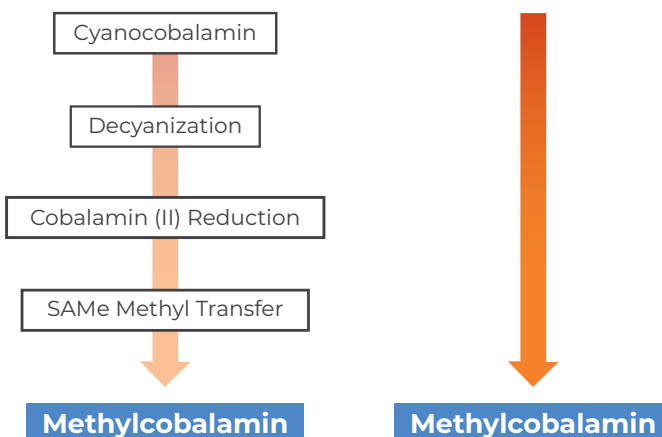 Cyanocobalamin
Decyanization
Cobalamin (II) Reduction
SAMe Methyl Transfer
Methylcobalamin
Methylcobalamin